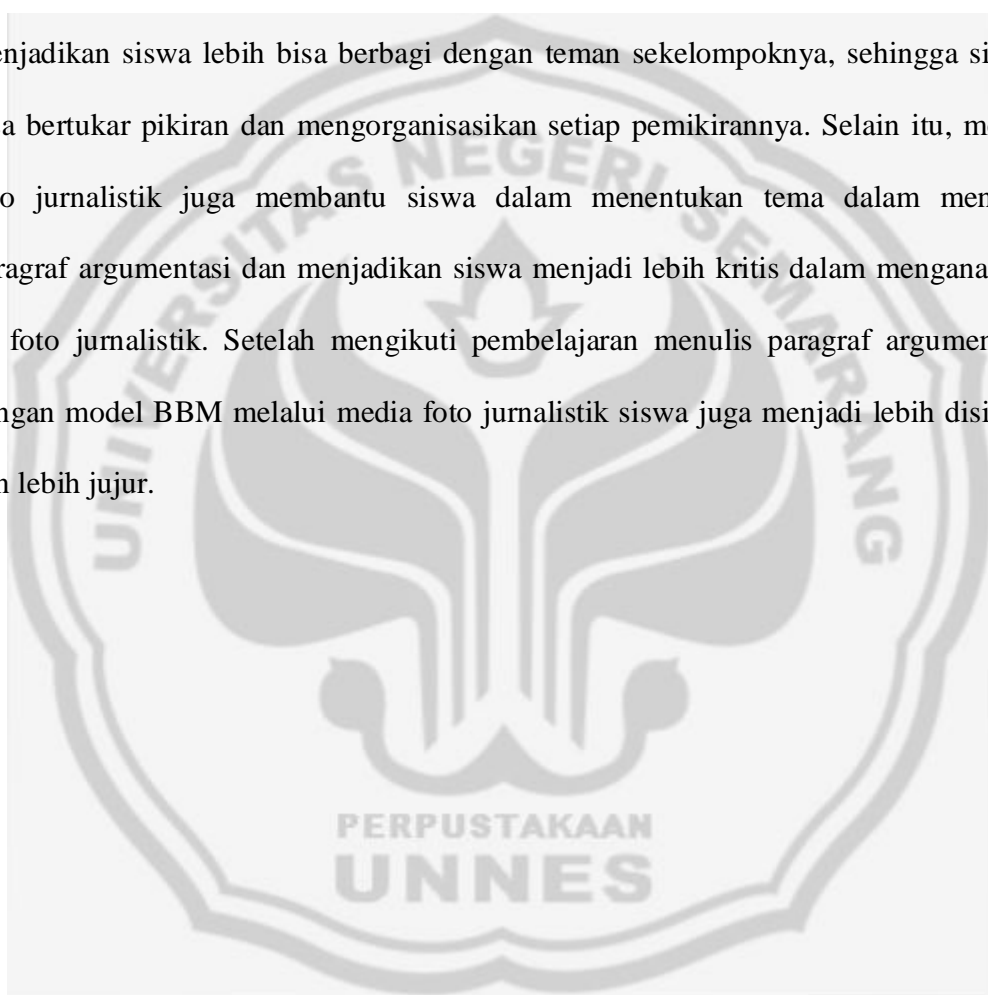 enjadikan siswa lebih bisa berbagi dengan teman sekelompoknya, sehingga si
a bertukar pikiran dan mengorganisasikan setiap pemikirannya. Selain itu, m
o jurnalistik juga membantu siswa dalam menentukan tema dalam men
ragraf argumentasi dan menjadikan siswa menjadi lebih kritis dalam mengana
foto jurnalistik. Setelah mengikuti pembelajaran menulis paragraf argumen
ngan model BBM melalui media foto jurnalistik siswa juga menjadi lebih disi
n lebih jujur.
UNIVERSITAS NEGERI SEMARANG
PERPUSTAKAAN
UNNES